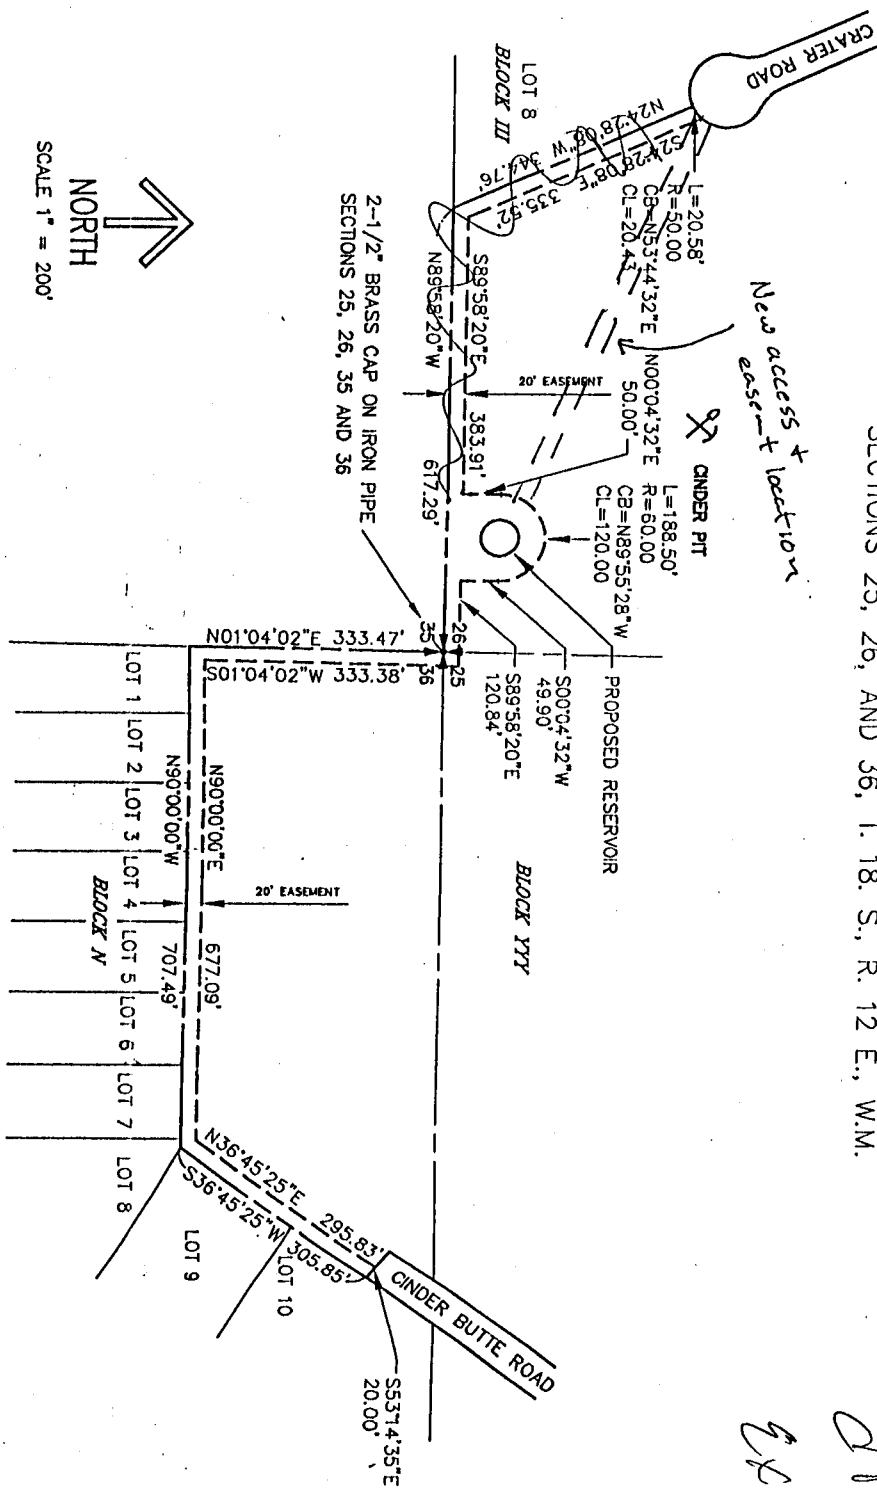 SECTIONS 25, 26, AND 36, T. 18. S., R. 12 E., W.M.
CRATER ROAD
LOT 8
BLOCK III
N24°28'08"W 344.76'
S24°28'08"E 335.52'
L=20.58'
R=50.00
CB=N53°44'32"E
CL=20.43
New access +
easem-t location
S89°58'20"E 383.91'
N89°58'20"W 617.29'
20' EASEMENT
N00°04'32"E
50.00'
CINDER PIT
L=188.50'
R=60.00
CB=N89°55'28"W
CL=120.00
PROPOSED RESERVOIR
S00°04'32"W
49.90'
S89°58'20"E
120.84'
2-1/2" BRASS CAP ON IRON PIPE
SECTIONS 25, 26, 35 AND 36
35 26
36 25
N01°04'02"E 333.47'
S01°04'02"W 333.38'
BLOCK YYY
N90°00'00"E 677.09'
N90°00'00"W 707.49'
20' EASEMENT
LOT 1
LOT 2
LOT 3
LOT 4
LOT 5
LOT 6
LOT 7
LOT 8
LOT 9
LOT 10
BLOCK N
N36°45'25"E 295.83'
S36°45'25"W 305.85'
CINDER BUTTE ROAD
S53°14'35"E
20.00'
NORTH
SCALE 1" = 200'
Ex